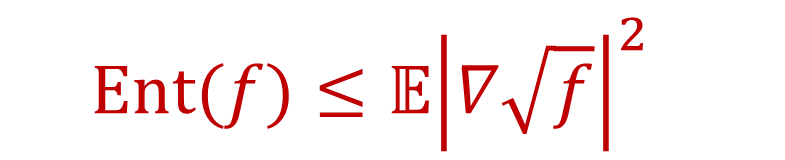 Ent(f) ≤ 𝔼|∇√f|²